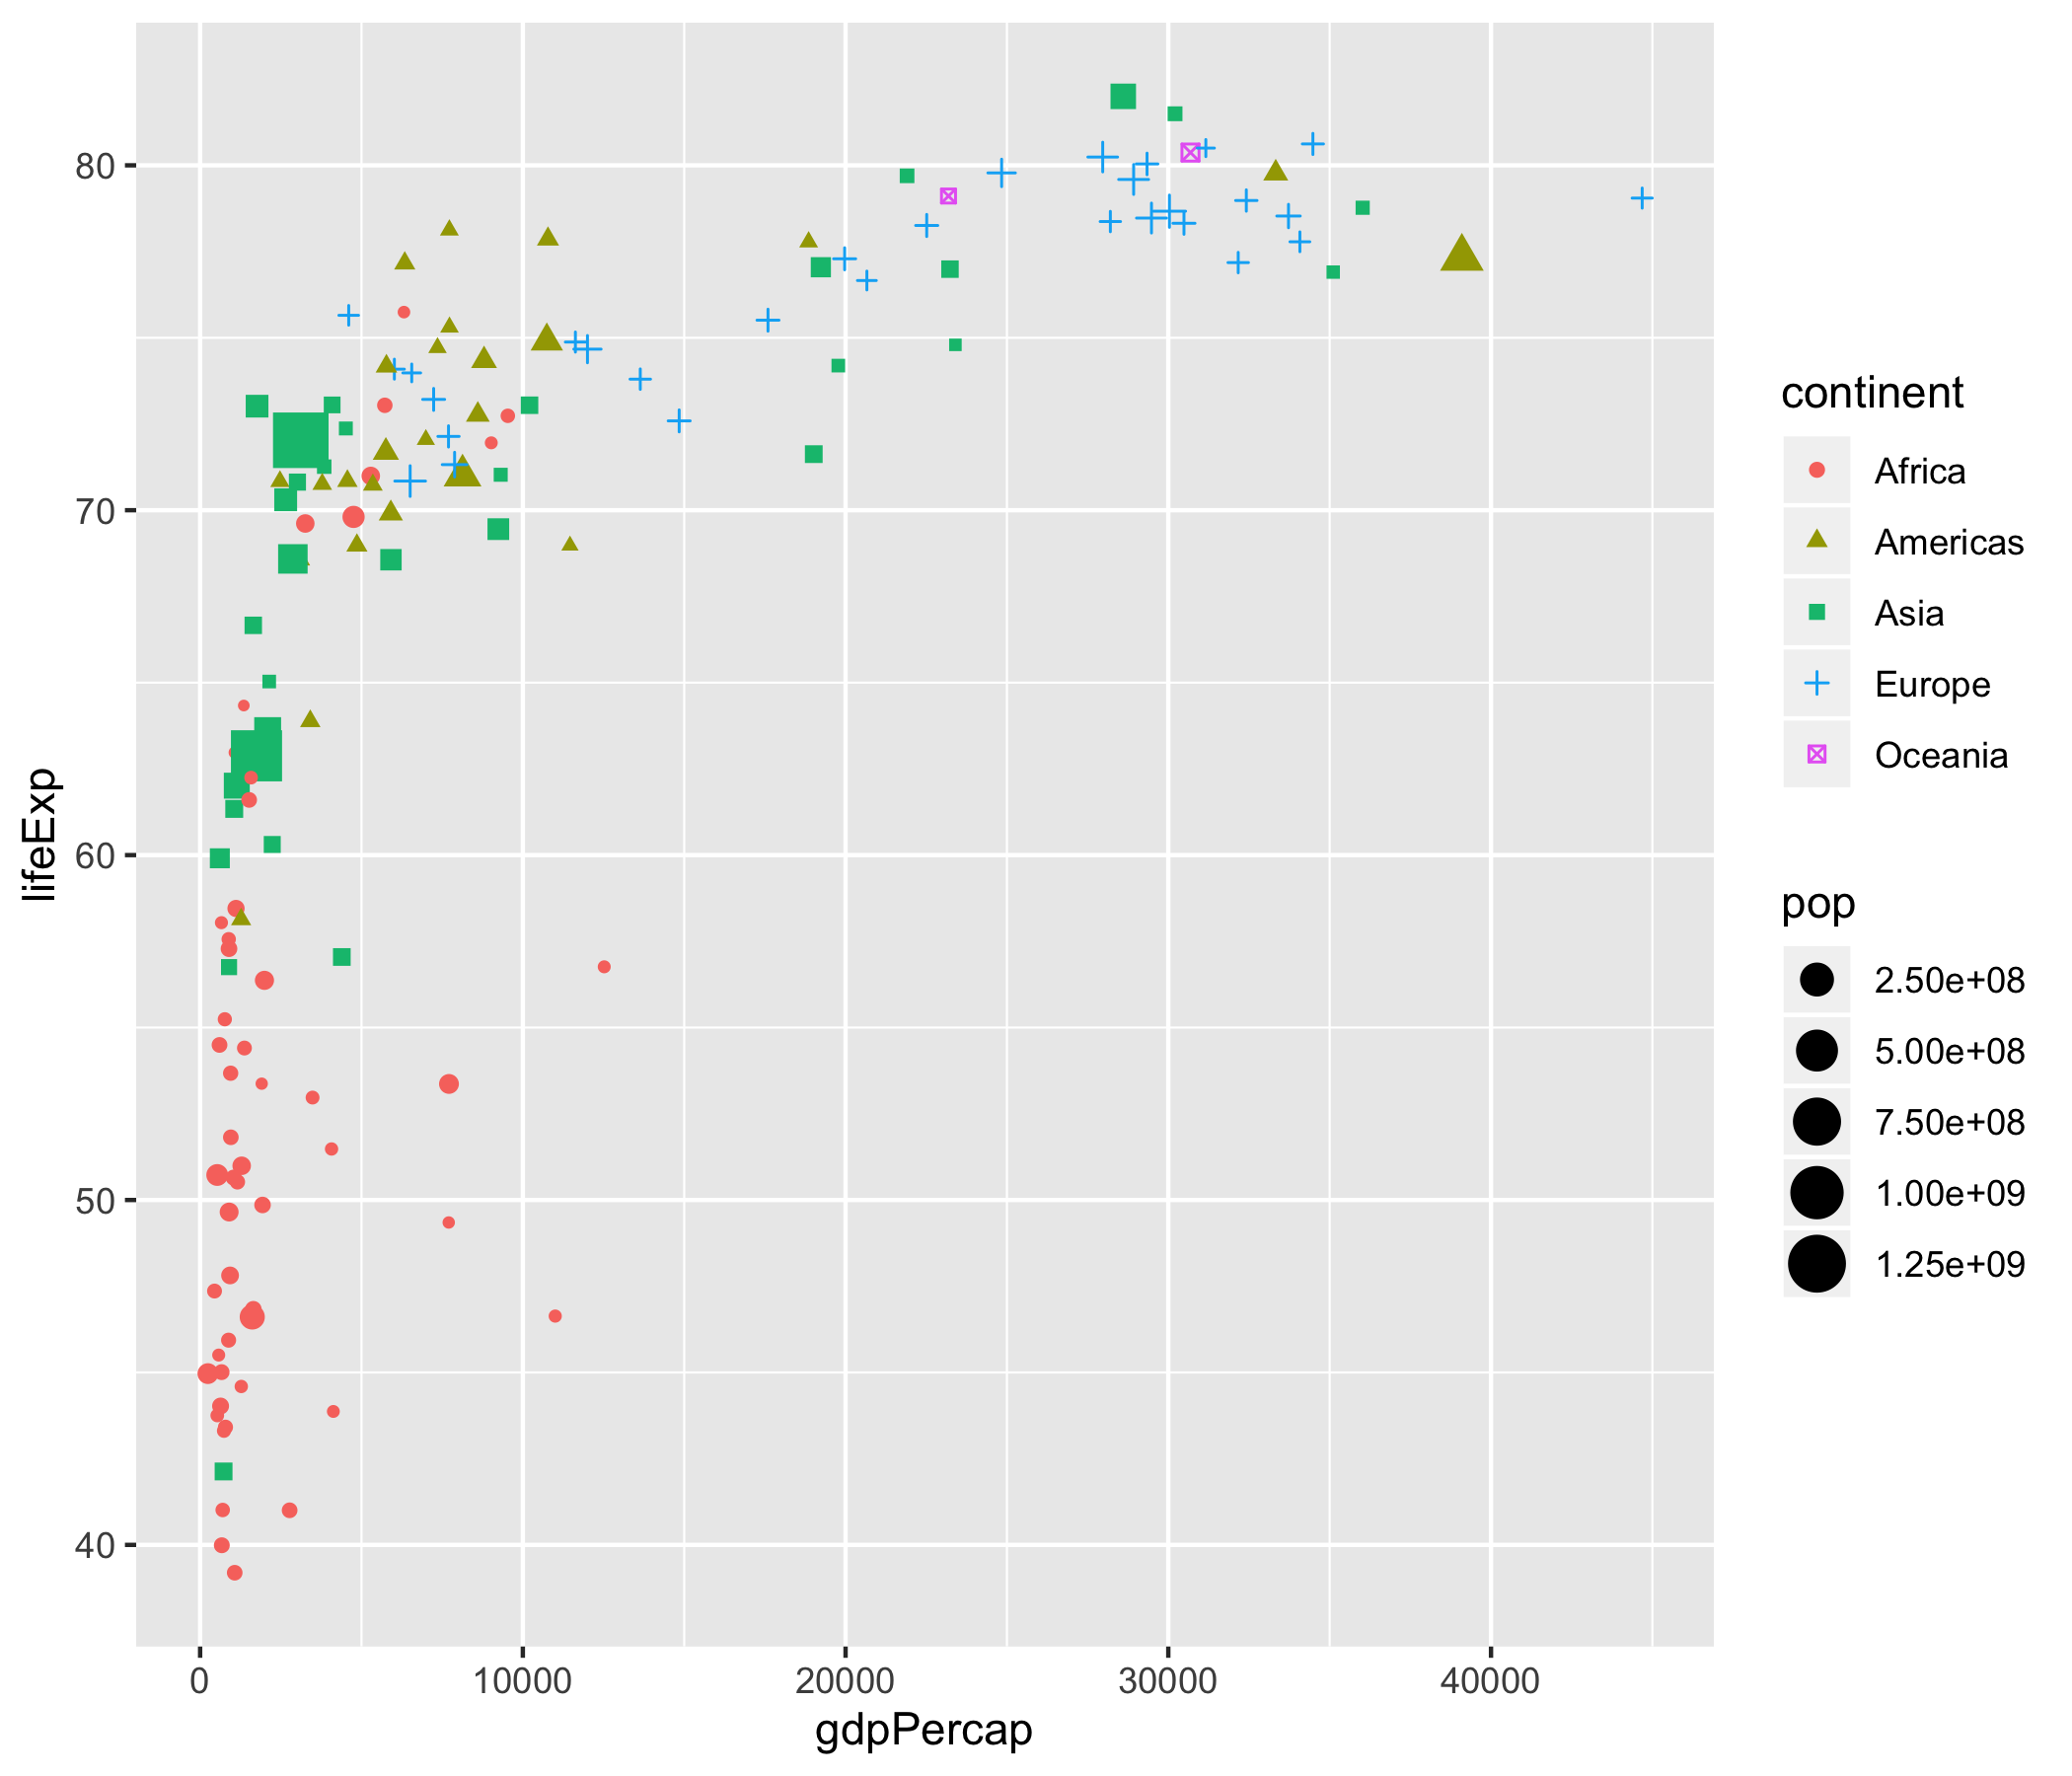 80
70
60
50
40
lifeExp
0 10000 20000 30000 40000
gdpPercap
continent
Africa
Americas
Asia
Europe
Oceania
pop
2.50e+08
5.00e+08
7.50e+08
1.00e+09
1.25e+09